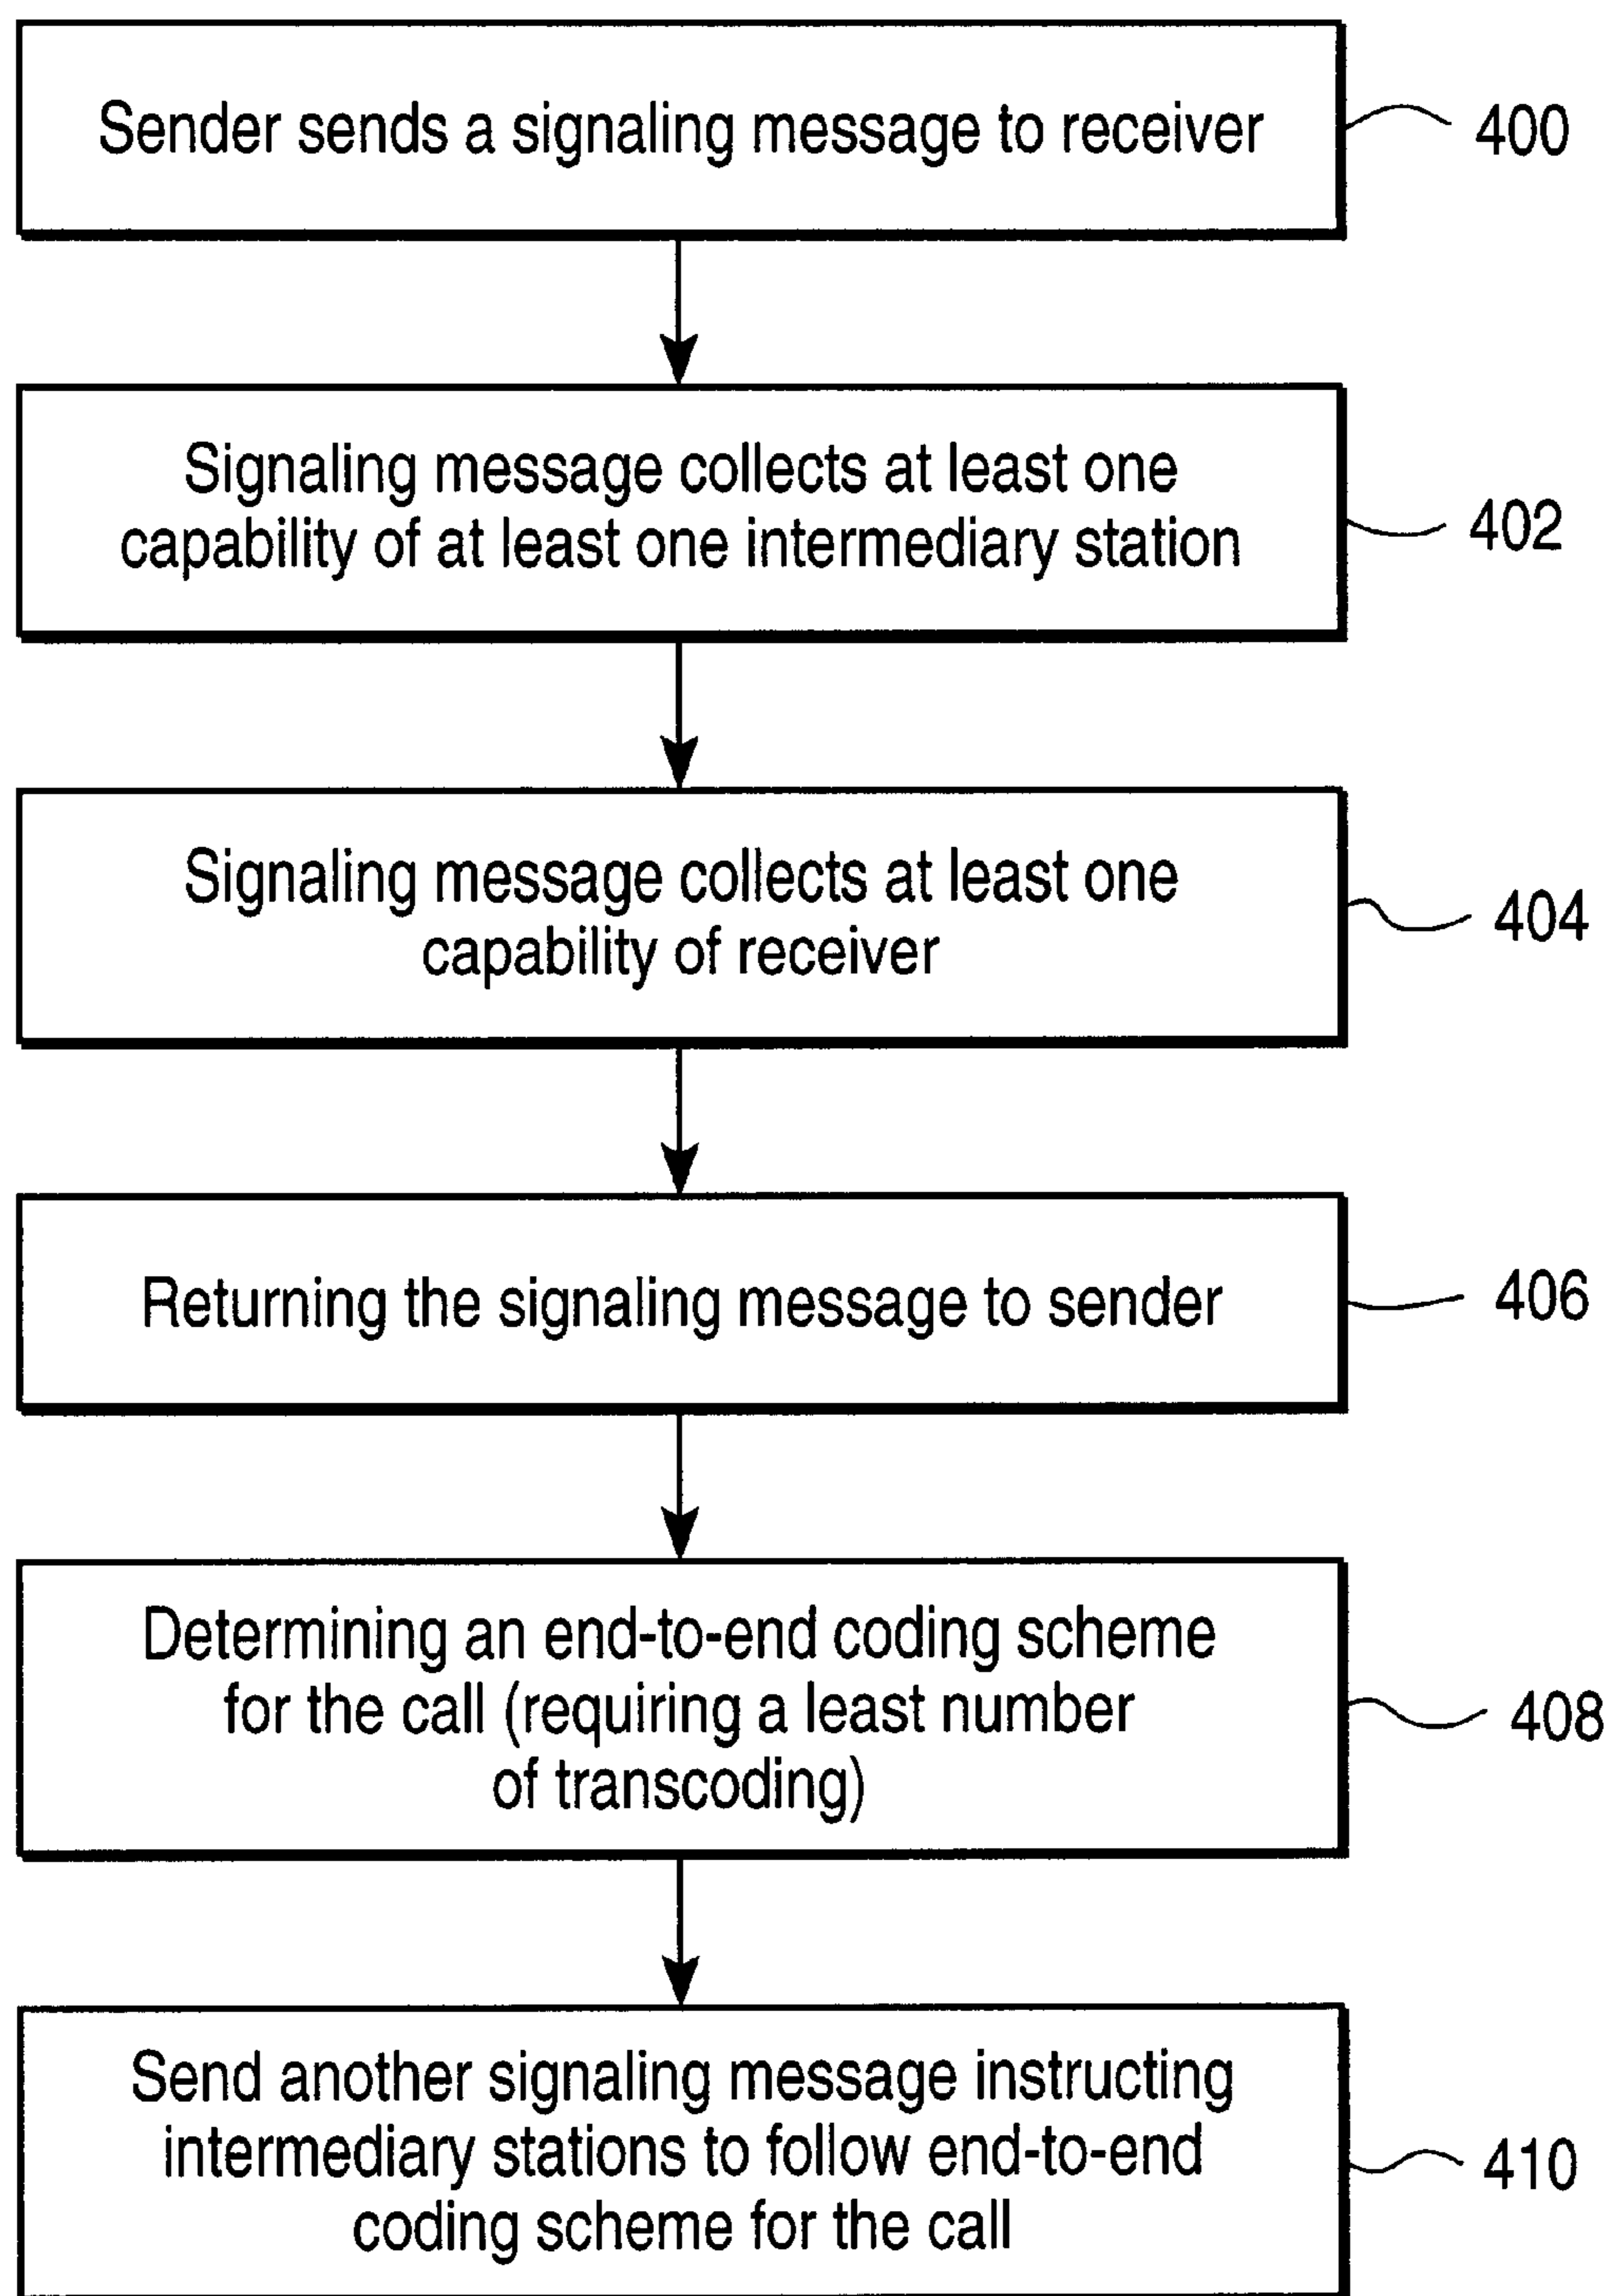 Sender sends a signaling message to receiver
400
Signaling message collects at least one
capability of at least one intermediary station
402
Signaling message collects at least one
capability of receiver
404
Returning the signaling message to sender
406
Determining an end-to-end coding scheme
for the call (requiring a least number
of transcoding)
408
Send another signaling message instructing
intermediary stations to follow end-to-end
coding scheme for the call
410